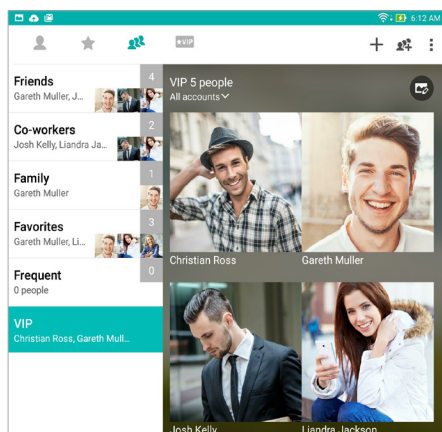 6:12 AM
VIP
Friends
4
Gareth Muller, J...
Co-workers
2
Josh Kelly, Liandra Ja...
Family
1
Gareth Muller
Favorites
3
Gareth Muller, Li...
Frequent
0
0 people
VIP
Christian Ross, Gareth Mull...
VIP 5 people
All accounts
Christian Ross
Gareth Muller
Josh Kelly
Liandra Jackson